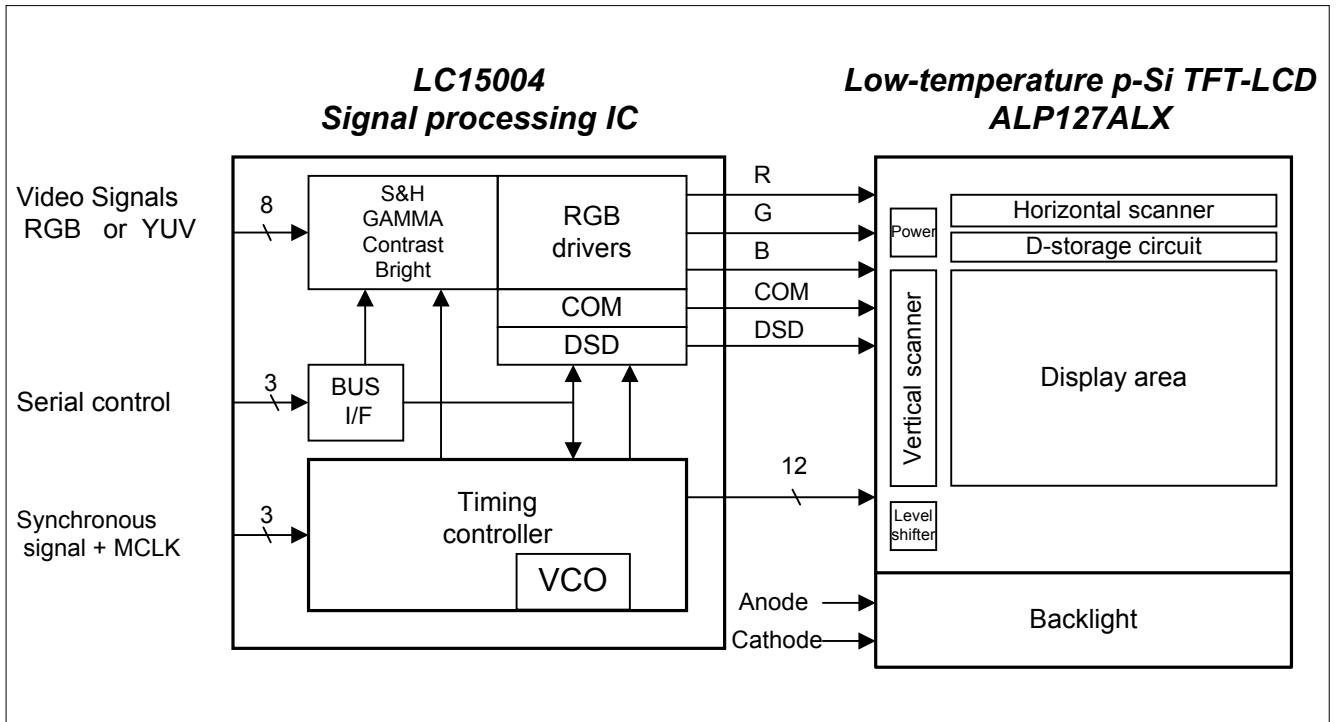 LC15004
Signal processing IC
Low-temperature p-Si TFT-LCD
ALP127ALX
Video Signals
RGB or YUV
8
S&H
GAMMA
Contrast
Bright
RGB
drivers
COM
DSD
R
G
B
COM
DSD
Power
Horizontal scanner
D-storage circuit
Vertical scanner
Display area
Serial control
3
BUS
I/F
Synchronous
signal + MCLK
3
Timing
controller
VCO
12
Level
shifter
Anode
Cathode
Backlight